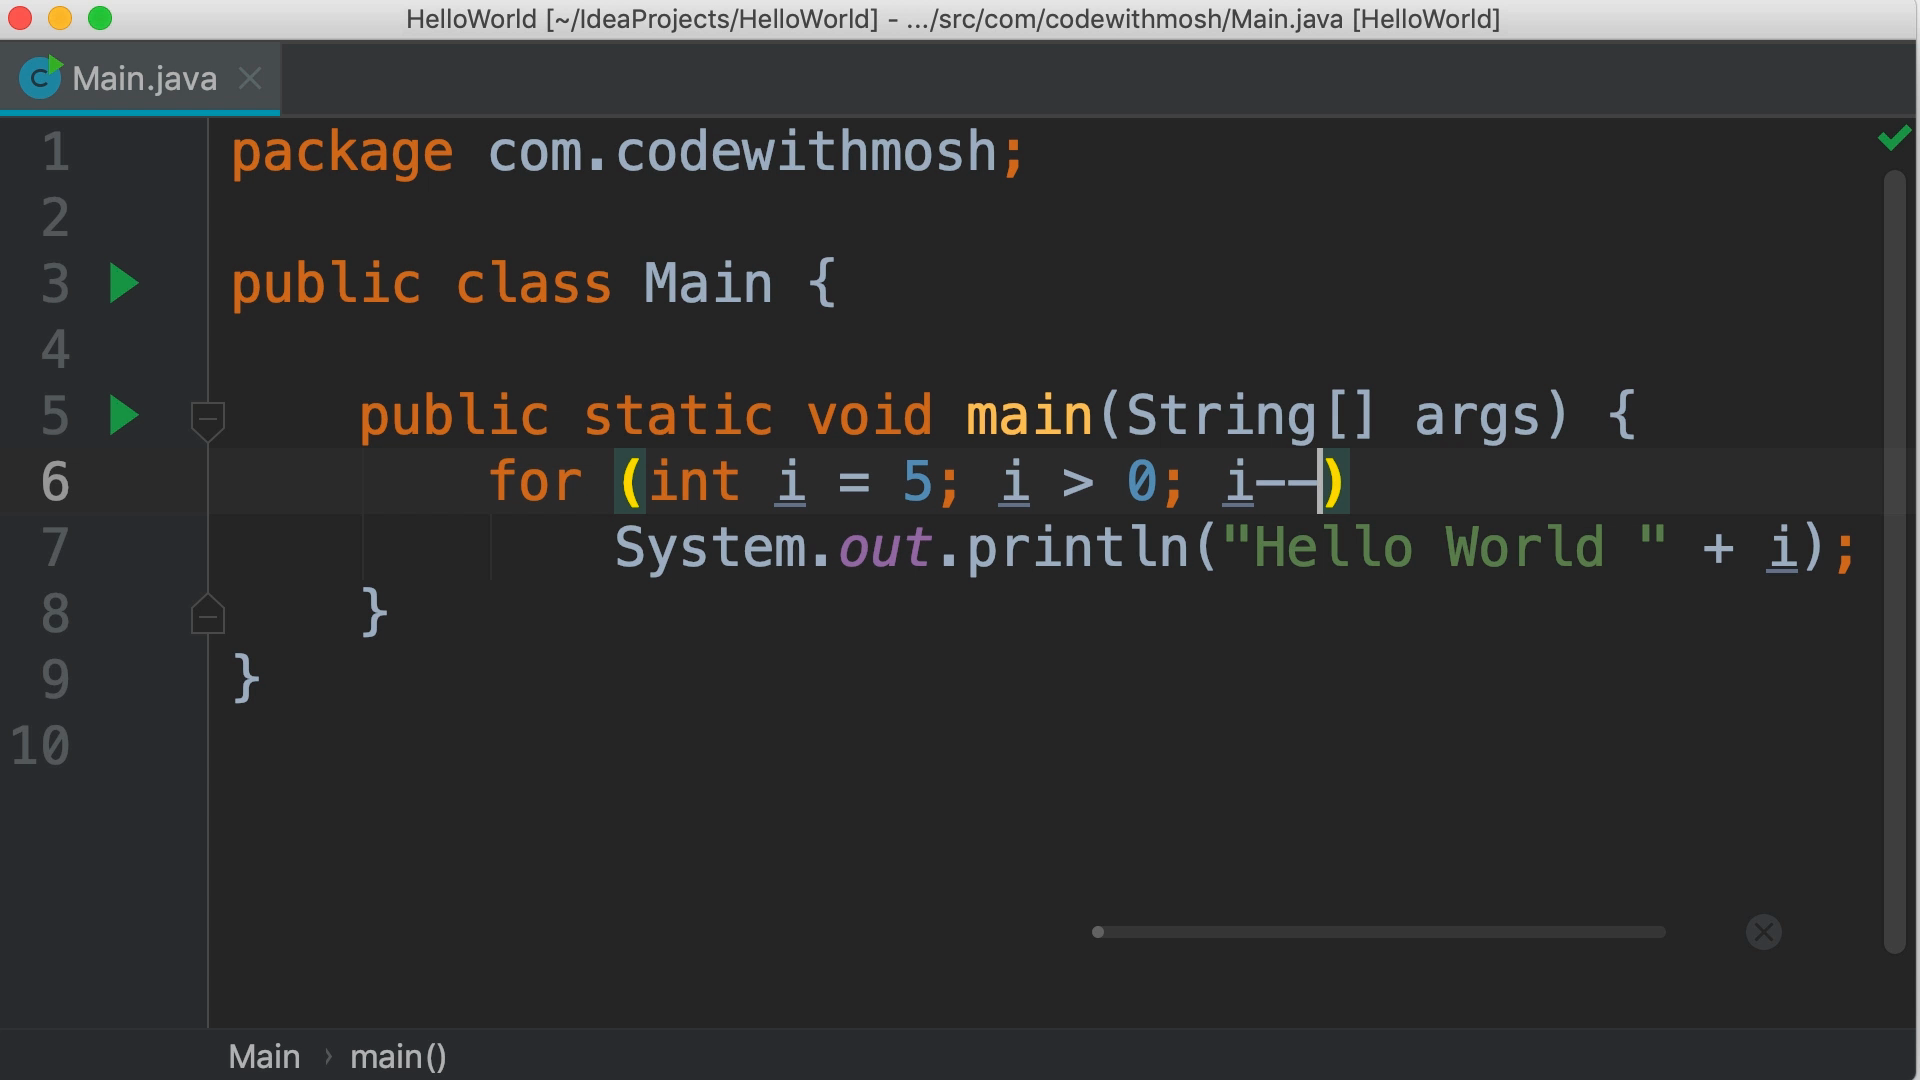 HelloWorld [~/IdeaProjects/HelloWorld] - .../src/com/codewithmosh/Main.java [HelloWorld]
Main.java
1 package com.codewithmosh;
2
3 public class Main {
4
5 public static void main(String[] args) {
6 for (int i = 5; i > 0; i--)
7 System.out.println("Hello World " + i);
8 }
9 }
10
Main › main()